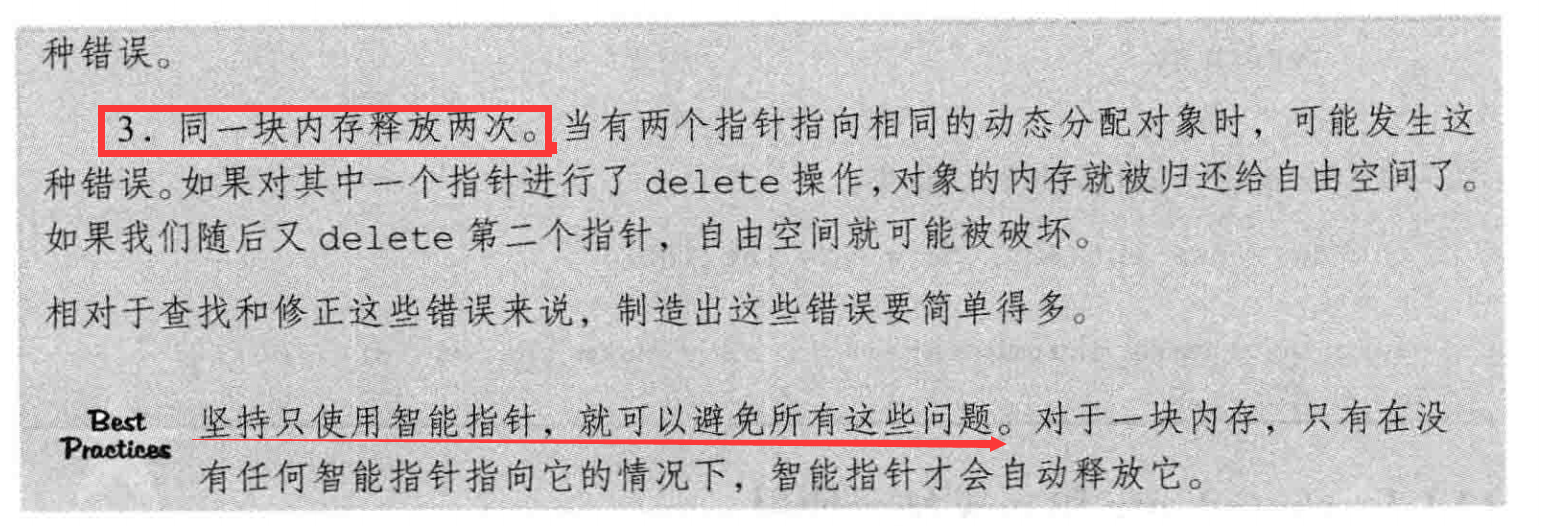 种错误。
3. 同一块内存释放两次。当有两个指针指向相同的动态分配对象时，可能发生这
种错误。如果对其中一个指针进行了 delete 操作，对象的内存就被归还给自由空间了。
如果我们随后又 delete 第二个指针，自由空间就可能被破坏。
相对于查找和修正这些错误来说，制造出这些错误要简单得多。
Best
Practices
坚持只使用智能指针，就可以避免所有这些问题。对于一块内存，只有在没
有任何智能指针指向它的情况下，智能指针才会自动释放它。